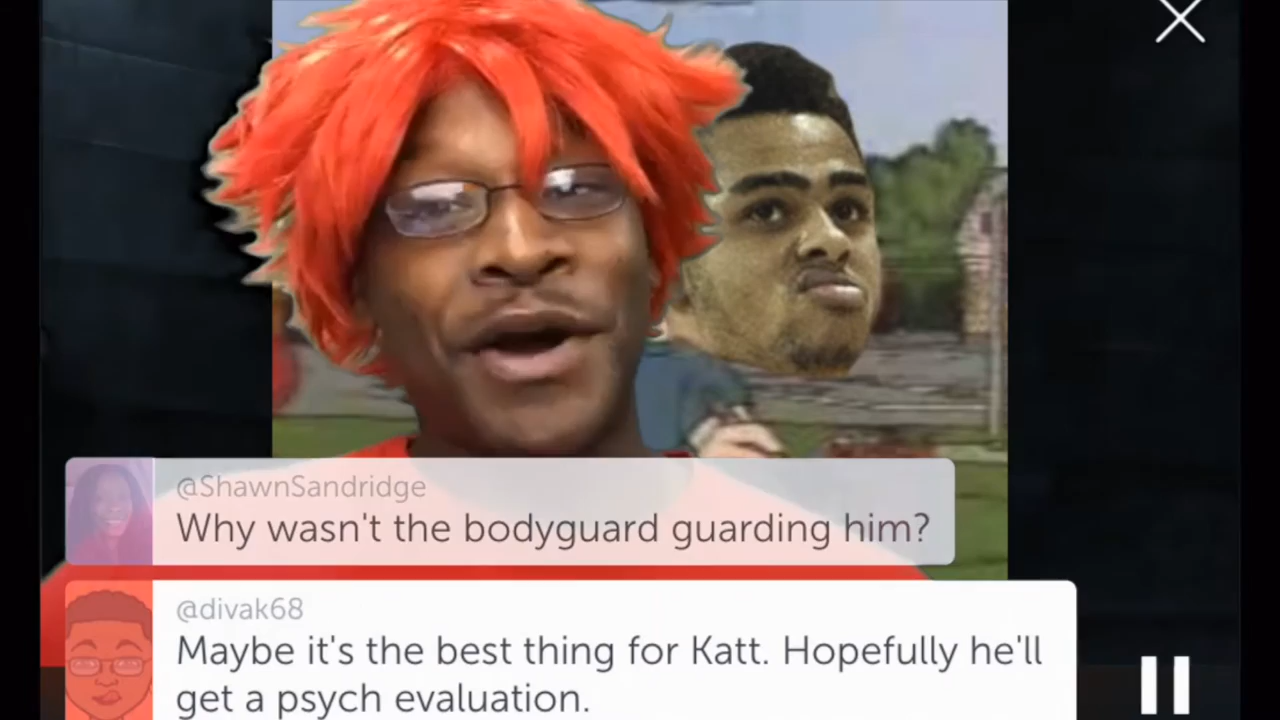 @ShawnSandridge
Why wasn't the bodyguard guarding him?
@divak68
Maybe it's the best thing for Katt. Hopefully he'll
get a psych evaluation.